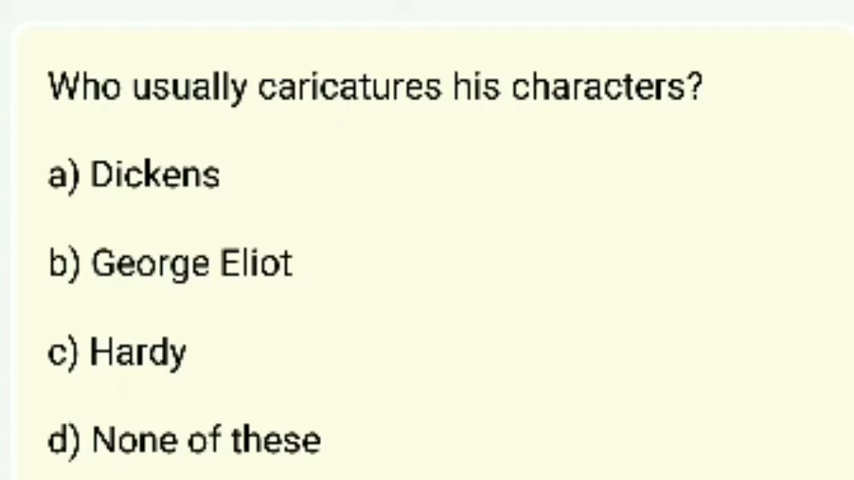 Who usually caricatures his characters?
a) Dickens
b) George Eliot
c) Hardy
d) None of these